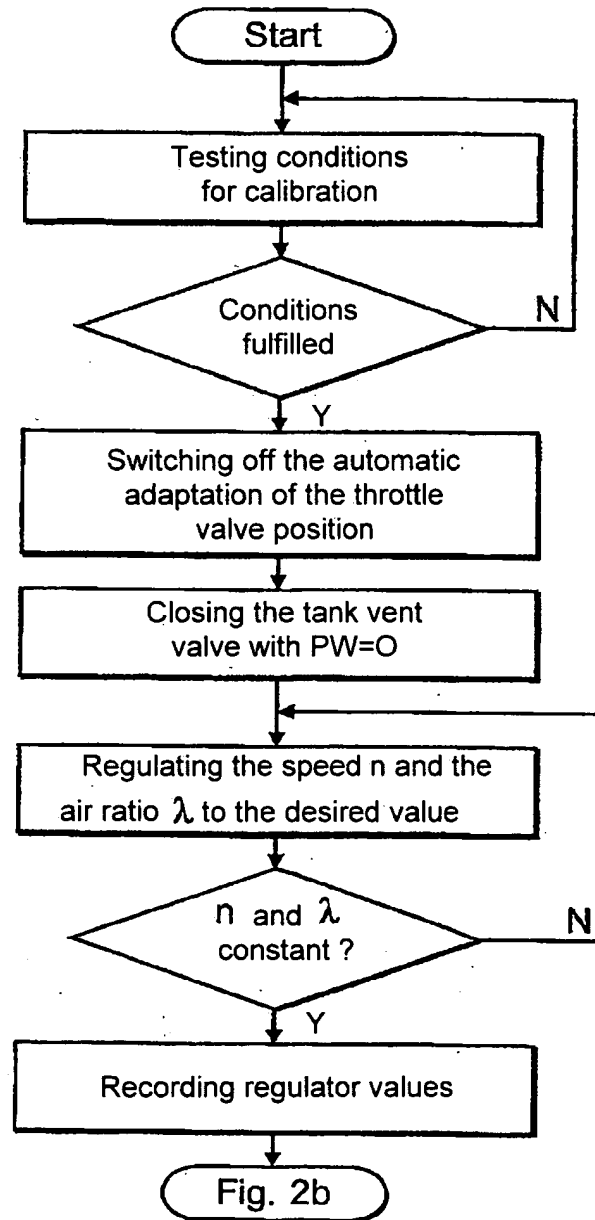 Start
Testing conditions
for calibration
Conditions
fulfilled
N
Y
Switching off the automatic
adaptation of the throttle
valve position
Closing the tank vent
valve with PW=O
Regulating the speed n and the
air ratio λ to the desired value
n and λ
constant ?
N
Y
Recording regulator values
Fig. 2b